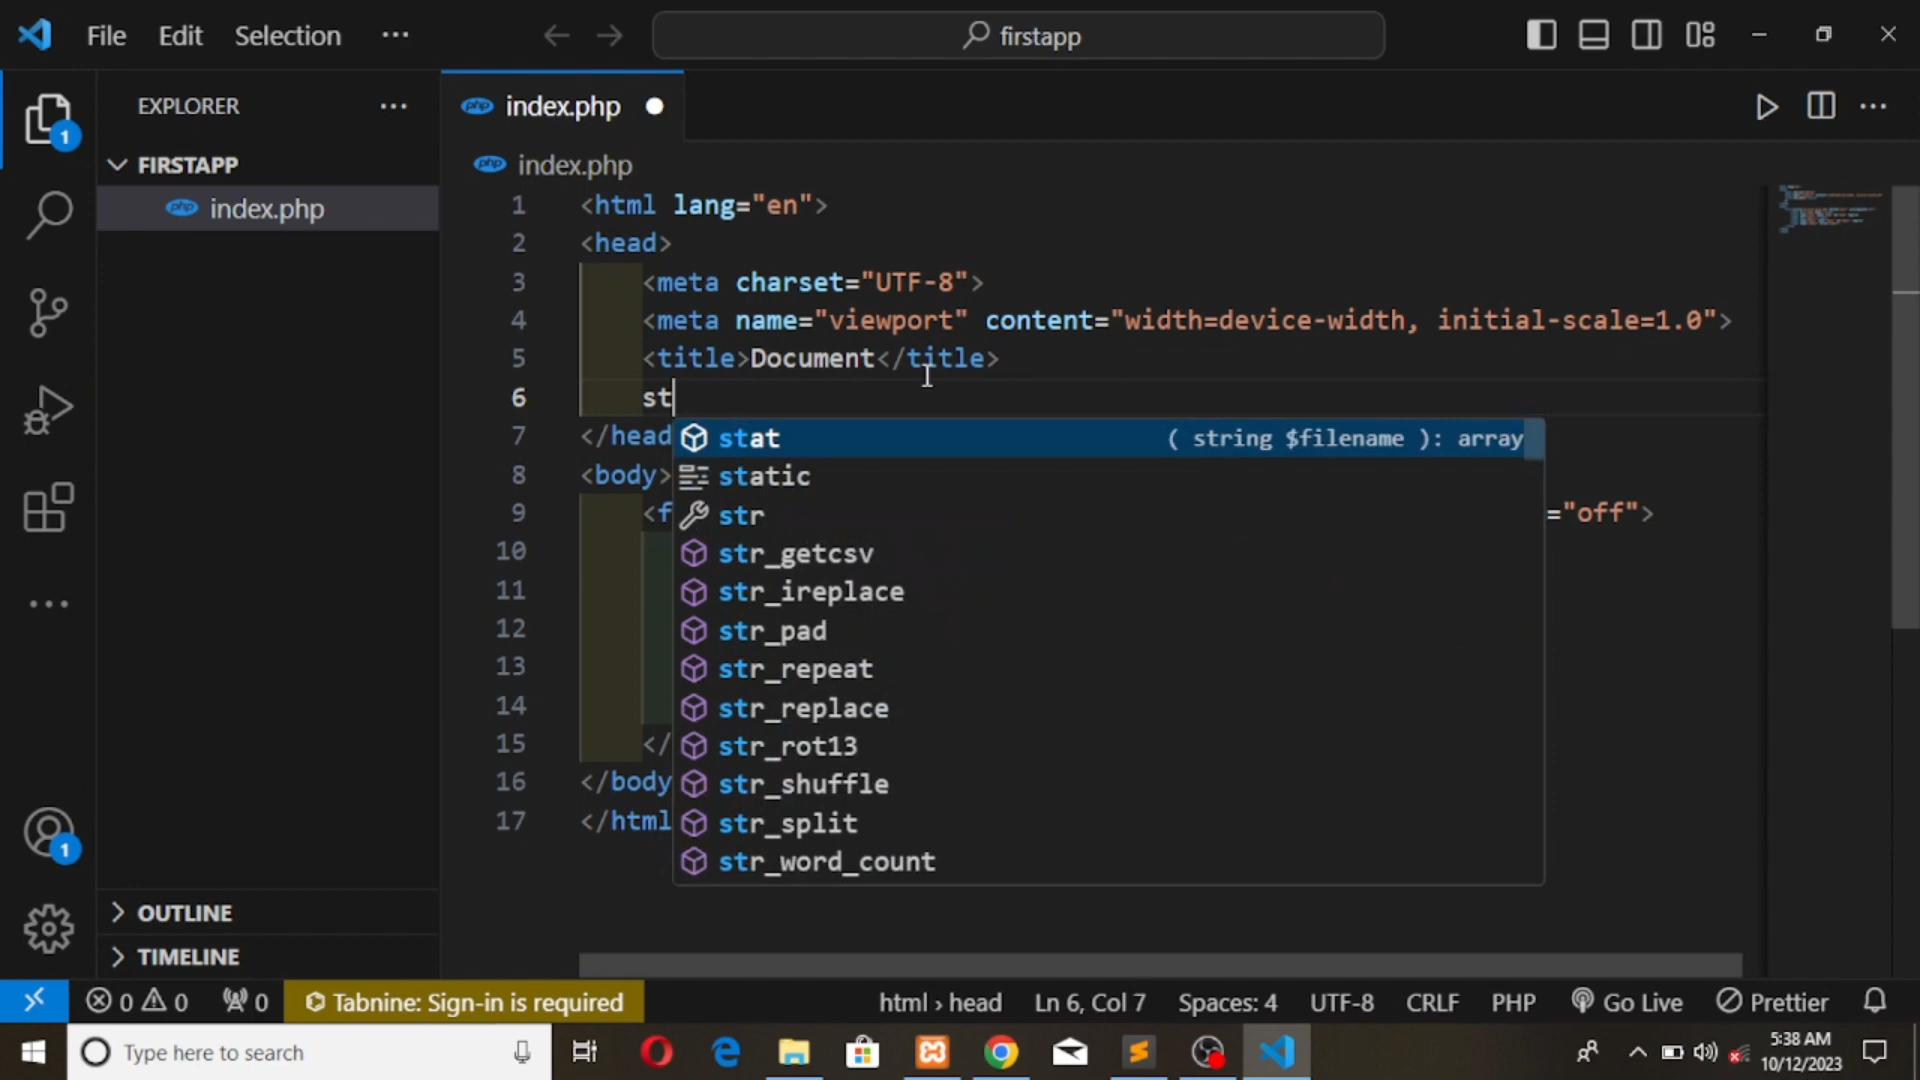 File Edit Selection ··· firstapp
EXPLORER ···
index.php
1
FIRSTAPP
index.php
index.php
1 <html lang="en">
2 <head>
3 <meta charset="UTF-8">
4 <meta name="viewport" content="width=device-width, initial-scale=1.0">
5 <title>Document</title>
6 st
7 </head
stat ( string $filename ): array
8 <body>
static
9 <f ="off">
str
10
str_getcsv
11
str_ireplace
12
str_pad
13
str_repeat
14
str_replace
15 </
str_rot13
16 </body
str_shuffle
17 </html
str_split
str_word_count
1
OUTLINE
TIMELINE
0 0 0 Tabnine: Sign-in is required html › head Ln 6, Col 7 Spaces: 4 UTF-8 CRLF PHP Go Live Prettier
Type here to search
5:38 AM
10/12/2023